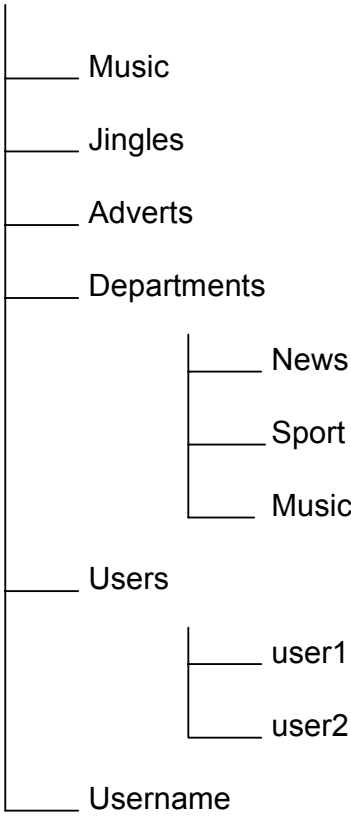 Music
Jingles
Adverts
Departments
News
Sport
Music
Users
user1
user2
Username